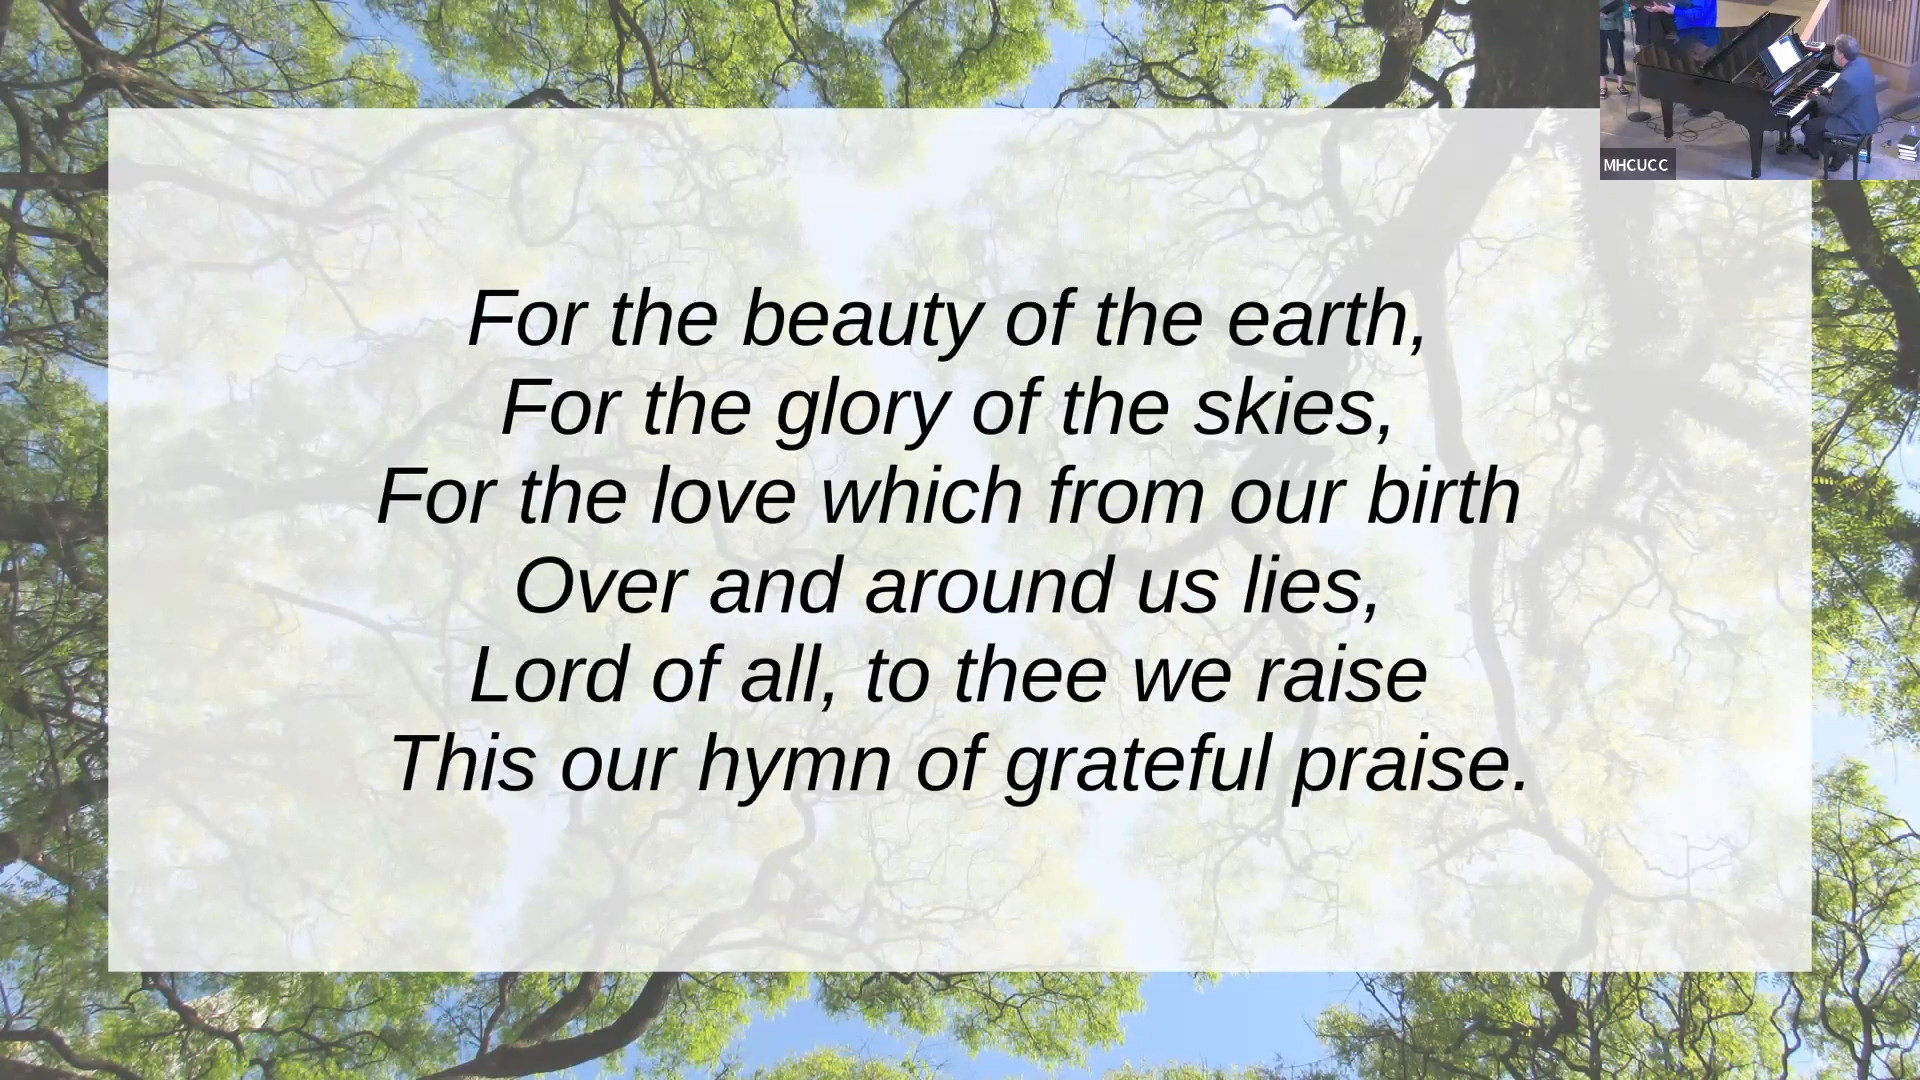 For the beauty of the earth,
For the glory of the skies,
For the love which from our birth
Over and around us lies,
Lord of all, to thee we raise
This our hymn of grateful praise.
MHCUCC